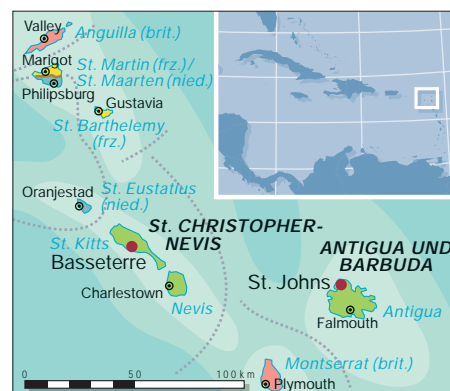 Valley
Anguilla (brit.)
Marigot
St. Martin (frz.)/
St. Maarten (nied.)
Philipsburg
Gustavia
St. Barthelemy
(frz.)
Oranjestad
St. Eustatius
(nied.)
St. CHRISTOPHER-
NEVIS
St. Kitts
Basseterre
Charlestown
Nevis
ANTIGUA UND
BARBUDA
St. Johns
Antigua
Falmouth
Montserrat (brit.)
Plymouth
0 50 100 km